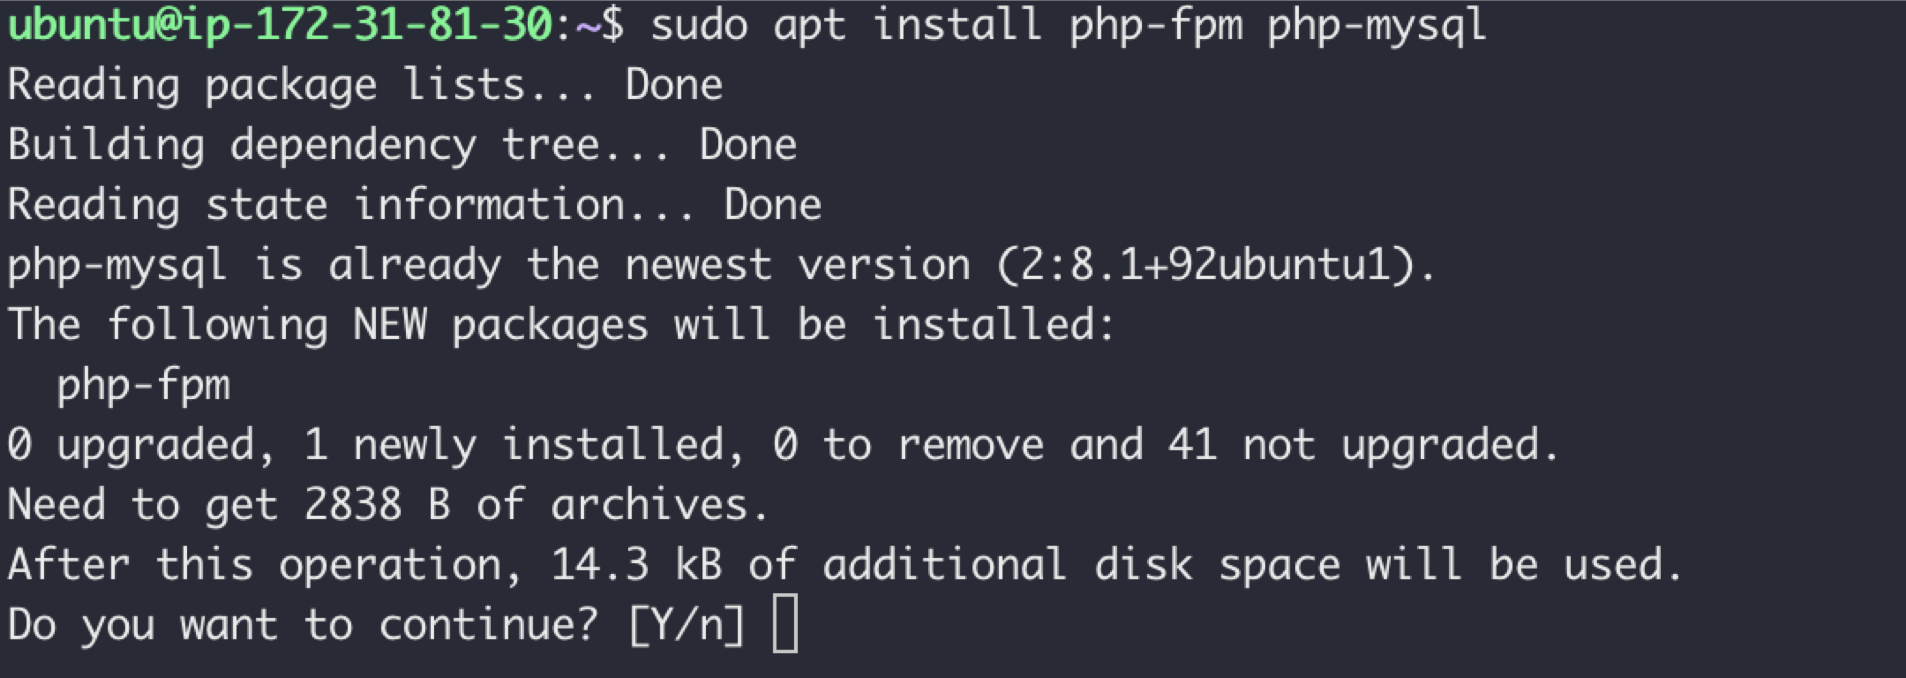 ubuntu@ip-172-31-81-30:~$ sudo apt install php-fpm php-mysql
Reading package lists... Done
Building dependency tree... Done
Reading state information... Done
php-mysql is already the newest version (2:8.1+92ubuntu1).
The following NEW packages will be installed:
  php-fpm
0 upgraded, 1 newly installed, 0 to remove and 41 not upgraded.
Need to get 2838 B of archives.
After this operation, 14.3 kB of additional disk space will be used.
Do you want to continue? [Y/n]